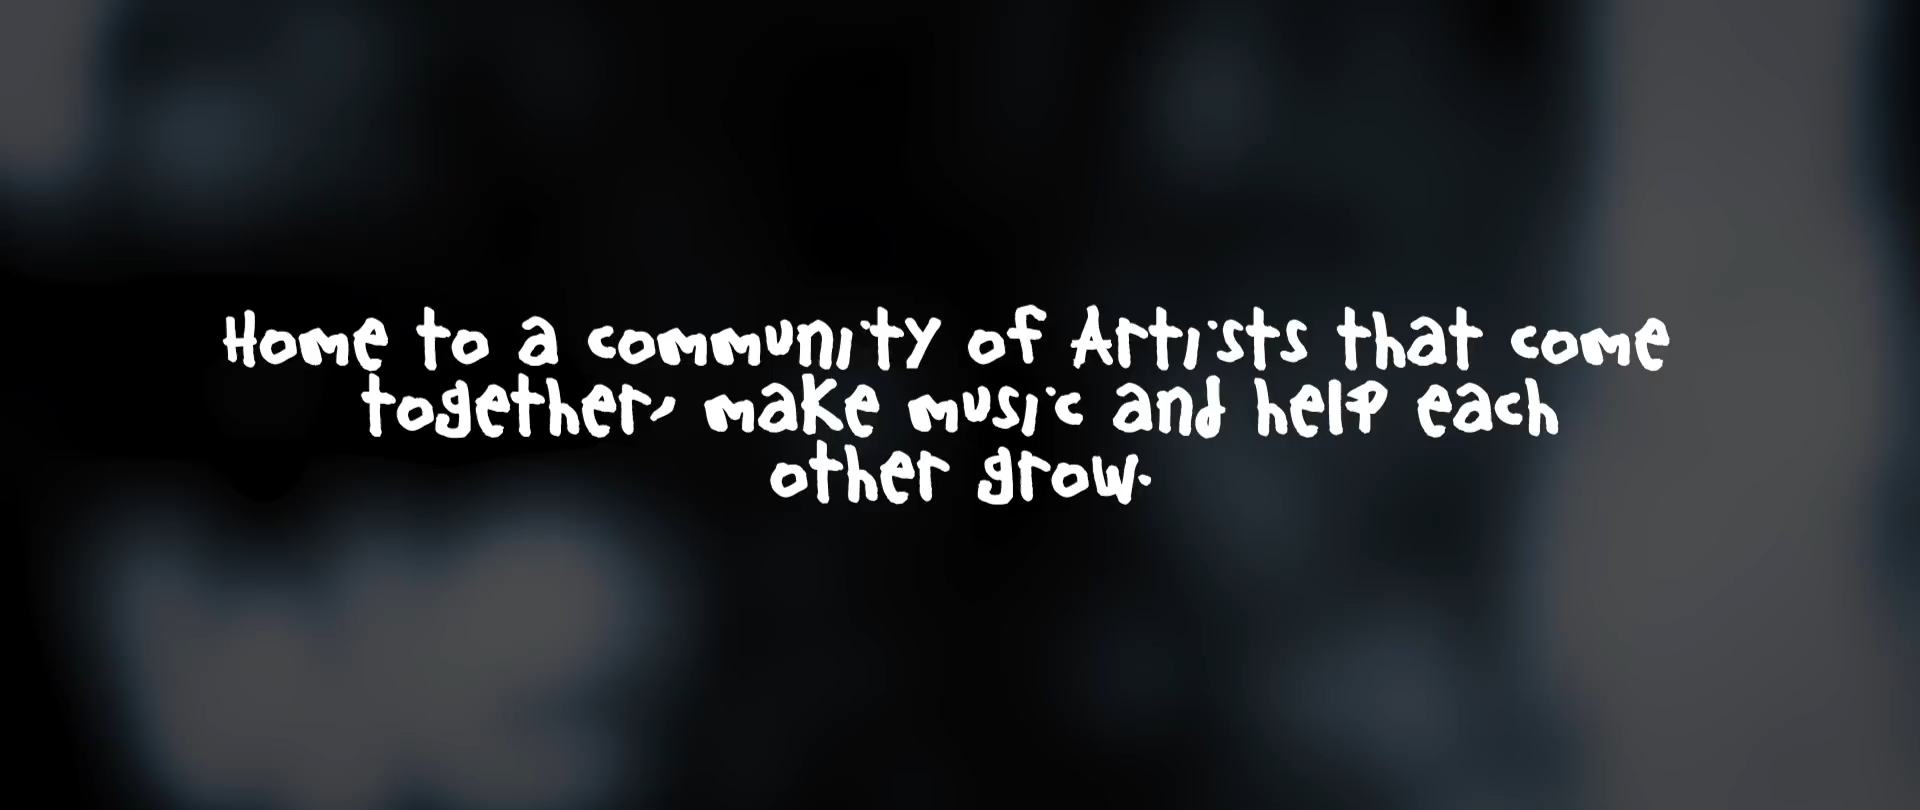 Home to a community of Artists that come
together, make music and help each
other grow.